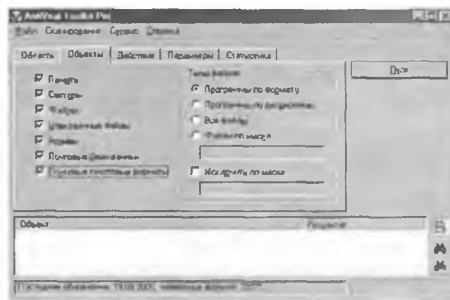 AntiViral Toolkit Pro
Файл Сканирование Сервис Справка
Область Объекты Действия Параметры Статистика
Память
Секторы
Файлы
Упакованные файлы
Архивы
Почтовые базы данных
Почтовые текстовые форматы
Типы файлов
Программы по формату
Программы по расширению
Все файлы
Файлы по маске
Исключить по маске
Пуск
Объект Результат
Последнее обновление: